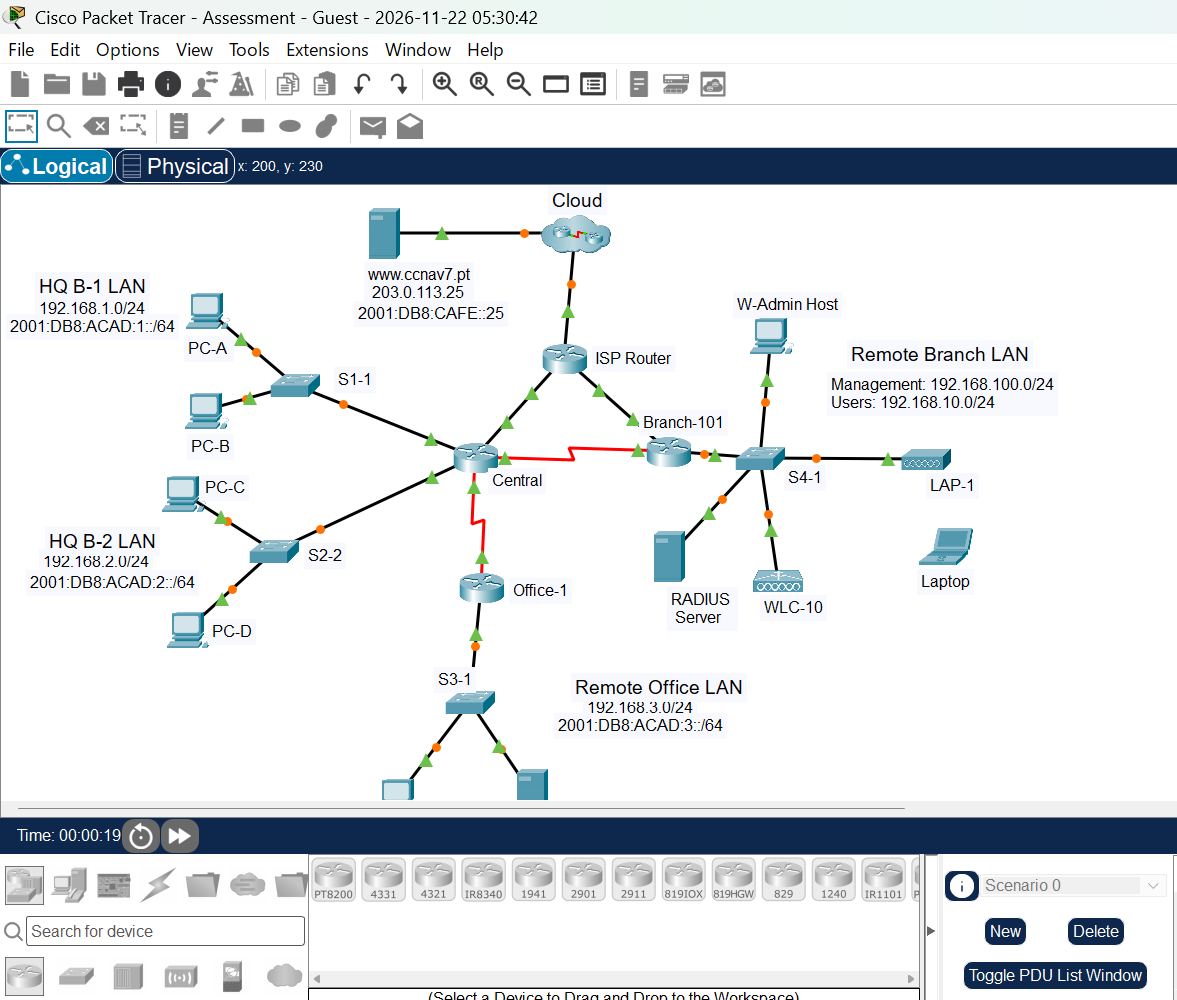 Cisco Packet Tracer - Assessment - Guest - 2026-11-22 05:30:42
File Edit Options View Tools Extensions Window Help
Logical Physical x: 200, y: 230
Cloud
www.ccnav7.pt
203.0.113.25
2001:DB8:CAFE::25
HQ B-1 LAN
192.168.1.0/24
2001:DB8:ACAD:1::/64
PC-A
S1-1
PC-B
ISP Router
W-Admin Host
Remote Branch LAN
Management: 192.168.100.0/24
Users: 192.168.10.0/24
Branch-101
Central
S4-1
LAP-1
PC-C
HQ B-2 LAN
192.168.2.0/24
2001:DB8:ACAD:2::/64
S2-2
PC-D
Office-1
RADIUS
Server
WLC-10
Laptop
S3-1
Remote Office LAN
192.168.3.0/24
2001:DB8:ACAD:3::/64
Time: 00:00:19
PT8200 4331 4321 IR8340 1941 2901 2911 819IOX 819HGW 829 1240 IR1101
Scenario 0
Search for device
New Delete
Toggle PDU List Window
(Select a Device to Drag and Drop to the Workspace)